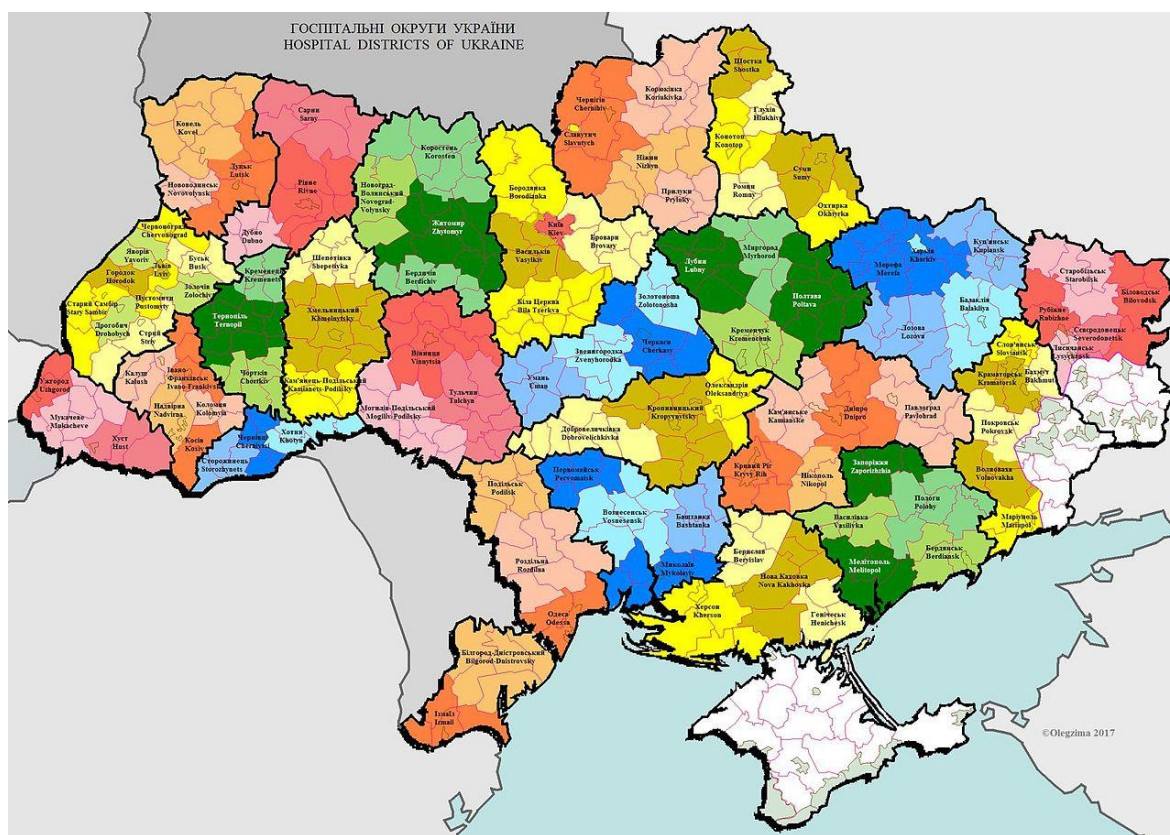 ГОСПІТАЛЬНІ ОКРУГИ УКРАЇНИ
HOSPITAL DISTRICTS OF UKRAINE
Шостка
Shostka
Корюківка
Koriukivka
Чернігів
Chernihiv
Глухів
Hlukhiv
Славутич
Slavutych
Конотоп
Konotop
Ніжин
Nizhyn
Прилуки
Pryluky
Суми
Sumy
Ромни
Romny
Охтирка
Okhtyrka
Ковель
Kovel
Сарни
Sarny
Луцьк
Lutsk
Нововолинськ
Novovolynsk
Рівне
Rivne
Коростень
Korosten
Новоград-
Волинський
Novograd-
Volynsky
Бородянка
Borodianka
Житомир
Zhytomyr
Київ
Kiev
Бровари
Brovary
Васильків
Vasylkiv
Червоноград
Chervonograd
Дубно
Dubno
Яворів
Yavoriv
Буськ
Busk
Шепетівка
Shepetivka
Бердичів
Berdichiv
Львів
Lviv
Городок
Horodok
Кременець
Kremenets
Золочів
Zolochiv
Пустомити
Pustomyty
Старий Самбір
Stary Sambir
Тернопіль
Ternopil
Хмельницький
Khmelnytsky
Біла Церква
Bila Tserkva
Дрогобич
Drohobych
Стрий
Striy
Лубни
Lubny
Миргород
Myrhorod
Полтава
Poltava
Кременчук
Kremenchuk
Мерефа
Merefa
Харків
Kharkiv
Куп'янськ
Kupiansk
Балаклія
Balakliya
Лозова
Lozova
Старобільськ
Starobilsk
Біловодськ
Bilovodsk
Рубіжне
Rubizhne
Сєвєродонецьк
Severodonetsk
Лисичанськ
Lysychansk
Золотоноша
Zolotonosha
Черкаси
Cherkasy
Звенигородка
Zvenyhorodka
Умань
Uman
Вінниця
Vinnytsia
Тульчин
Tulchyn
Могилів-Подільський
Mogiliv-Podilsky
Чортків
Chortkiv
Кам'янець-Подільський
Kamianets-Podilsky
Ужгород
Uzhgorod
Мукачево
Mukacheve
Хуст
Hust
Калуш
Kalush
Івано-
Франківськ
Ivano-Frankivsk
Надвірна
Nadvirna
Коломия
Kolomyia
Косів
Kosiv
Чернівці
Chernivtsi
Хотин
Khotyn
Сторожинець
Storozhynets
Слов'янськ
Sloviansk
Краматорськ
Kramatorsk
Бахмут
Bakhmut
Покровськ
Pokrovsk
Волноваха
Volnovakha
Маріуполь
Mariupol
Олександрія
Oleksandriya
Кропивницький
Kropyvnytsky
Добровеличківка
Dobrovelichkivka
Кам'янське
Kamianske
Дніпро
Dnipro
Павлоград
Pavlohrad
Кривий Ріг
Kryvy Rih
Нікополь
Nikopol
Запоріжжя
Zaporizhzhia
Василівка
Vasilivka
Пологи
Polohy
Бердянськ
Berdiansk
Мелітополь
Melitopol
Первомайськ
Pervomaisk
Вознесенськ
Vosnesensk
Баштанка
Bashtanka
Миколаїв
Mykolayiv
Подільськ
Podilsk
Роздільна
Rozdilna
Одеса
Odessa
Білгород-Дністровський
Bilgorod-Dnistrovsky
Ізмаїл
Izmail
Берислав
Beryislav
Нова Каховка
Nova Kakhovka
Херсон
Kherson
Генічеськ
Henichesk
©Olegzima 2017